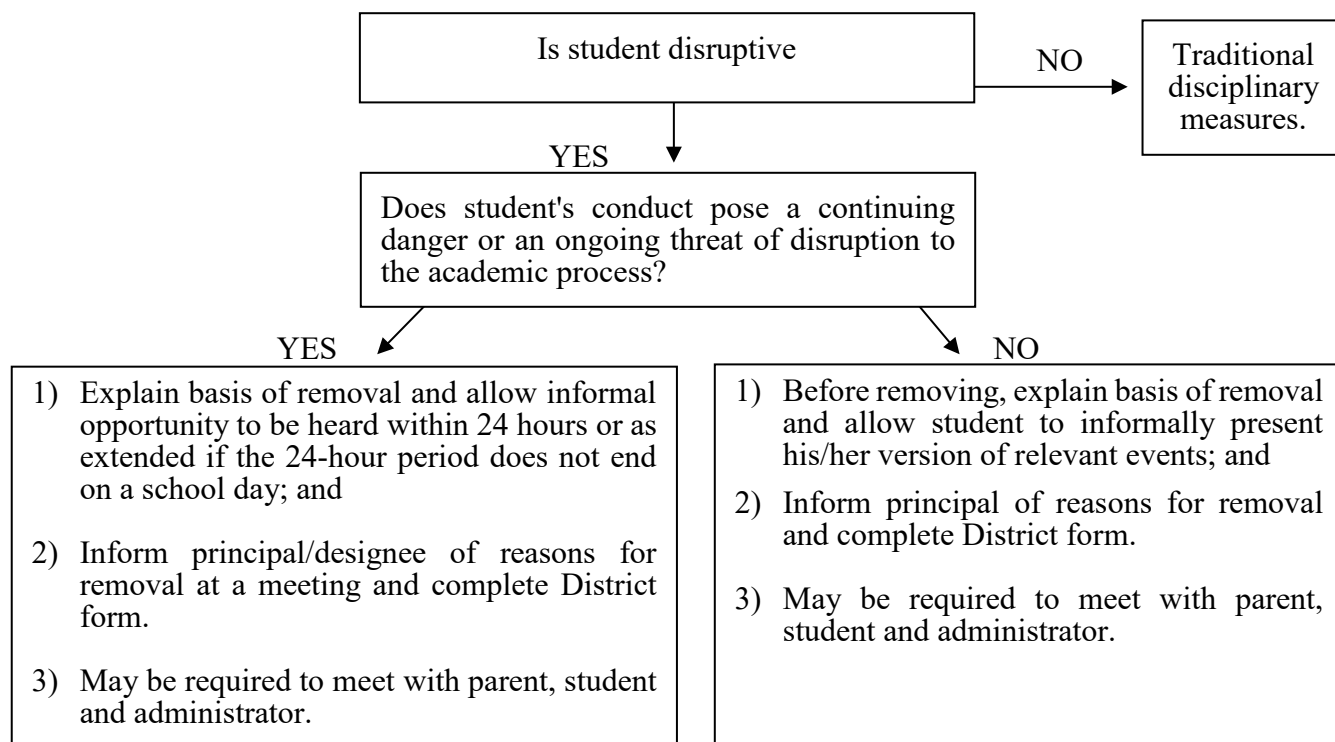 Is student disruptive
NO
Traditional
disciplinary
measures.
YES
Does student's conduct pose a continuing
danger or an ongoing threat of disruption to
the academic process?
YES
1) Explain basis of removal and allow informal
opportunity to be heard within 24 hours or as
extended if the 24-hour period does not end
on a school day; and
2) Inform principal/designee of reasons for
removal at a meeting and complete District
form.
3) May be required to meet with parent, student
and administrator.
NO
1) Before removing, explain basis of removal
and allow student to informally present
his/her version of relevant events; and
2) Inform principal of reasons for removal
and complete District form.
3) May be required to meet with parent,
student and administrator.